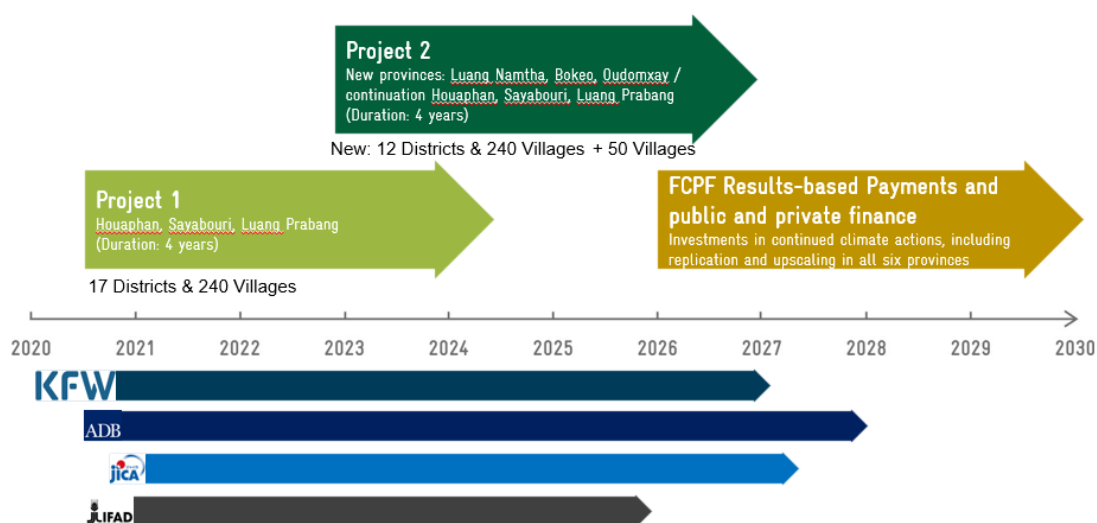 Project 2
New provinces: Luang Namtha, Bokeo, Oudomxay /
continuation Houaphan, Sayabouri, Luang Prabang
(Duration: 4 years)
New: 12 Districts & 240 Villages + 50 Villages
Project 1
Houaphan, Sayabouri, Luang Prabang
(Duration: 4 years)
17 Districts & 240 Villages
FCPF Results-based Payments and
public and private finance
Investments in continued climate actions, including
replication and upscaling in all six provinces
2020 2021 2022 2023 2024 2025 2026 2027 2028 2029 2030
KFW
ADB
jICA
JLIFAD